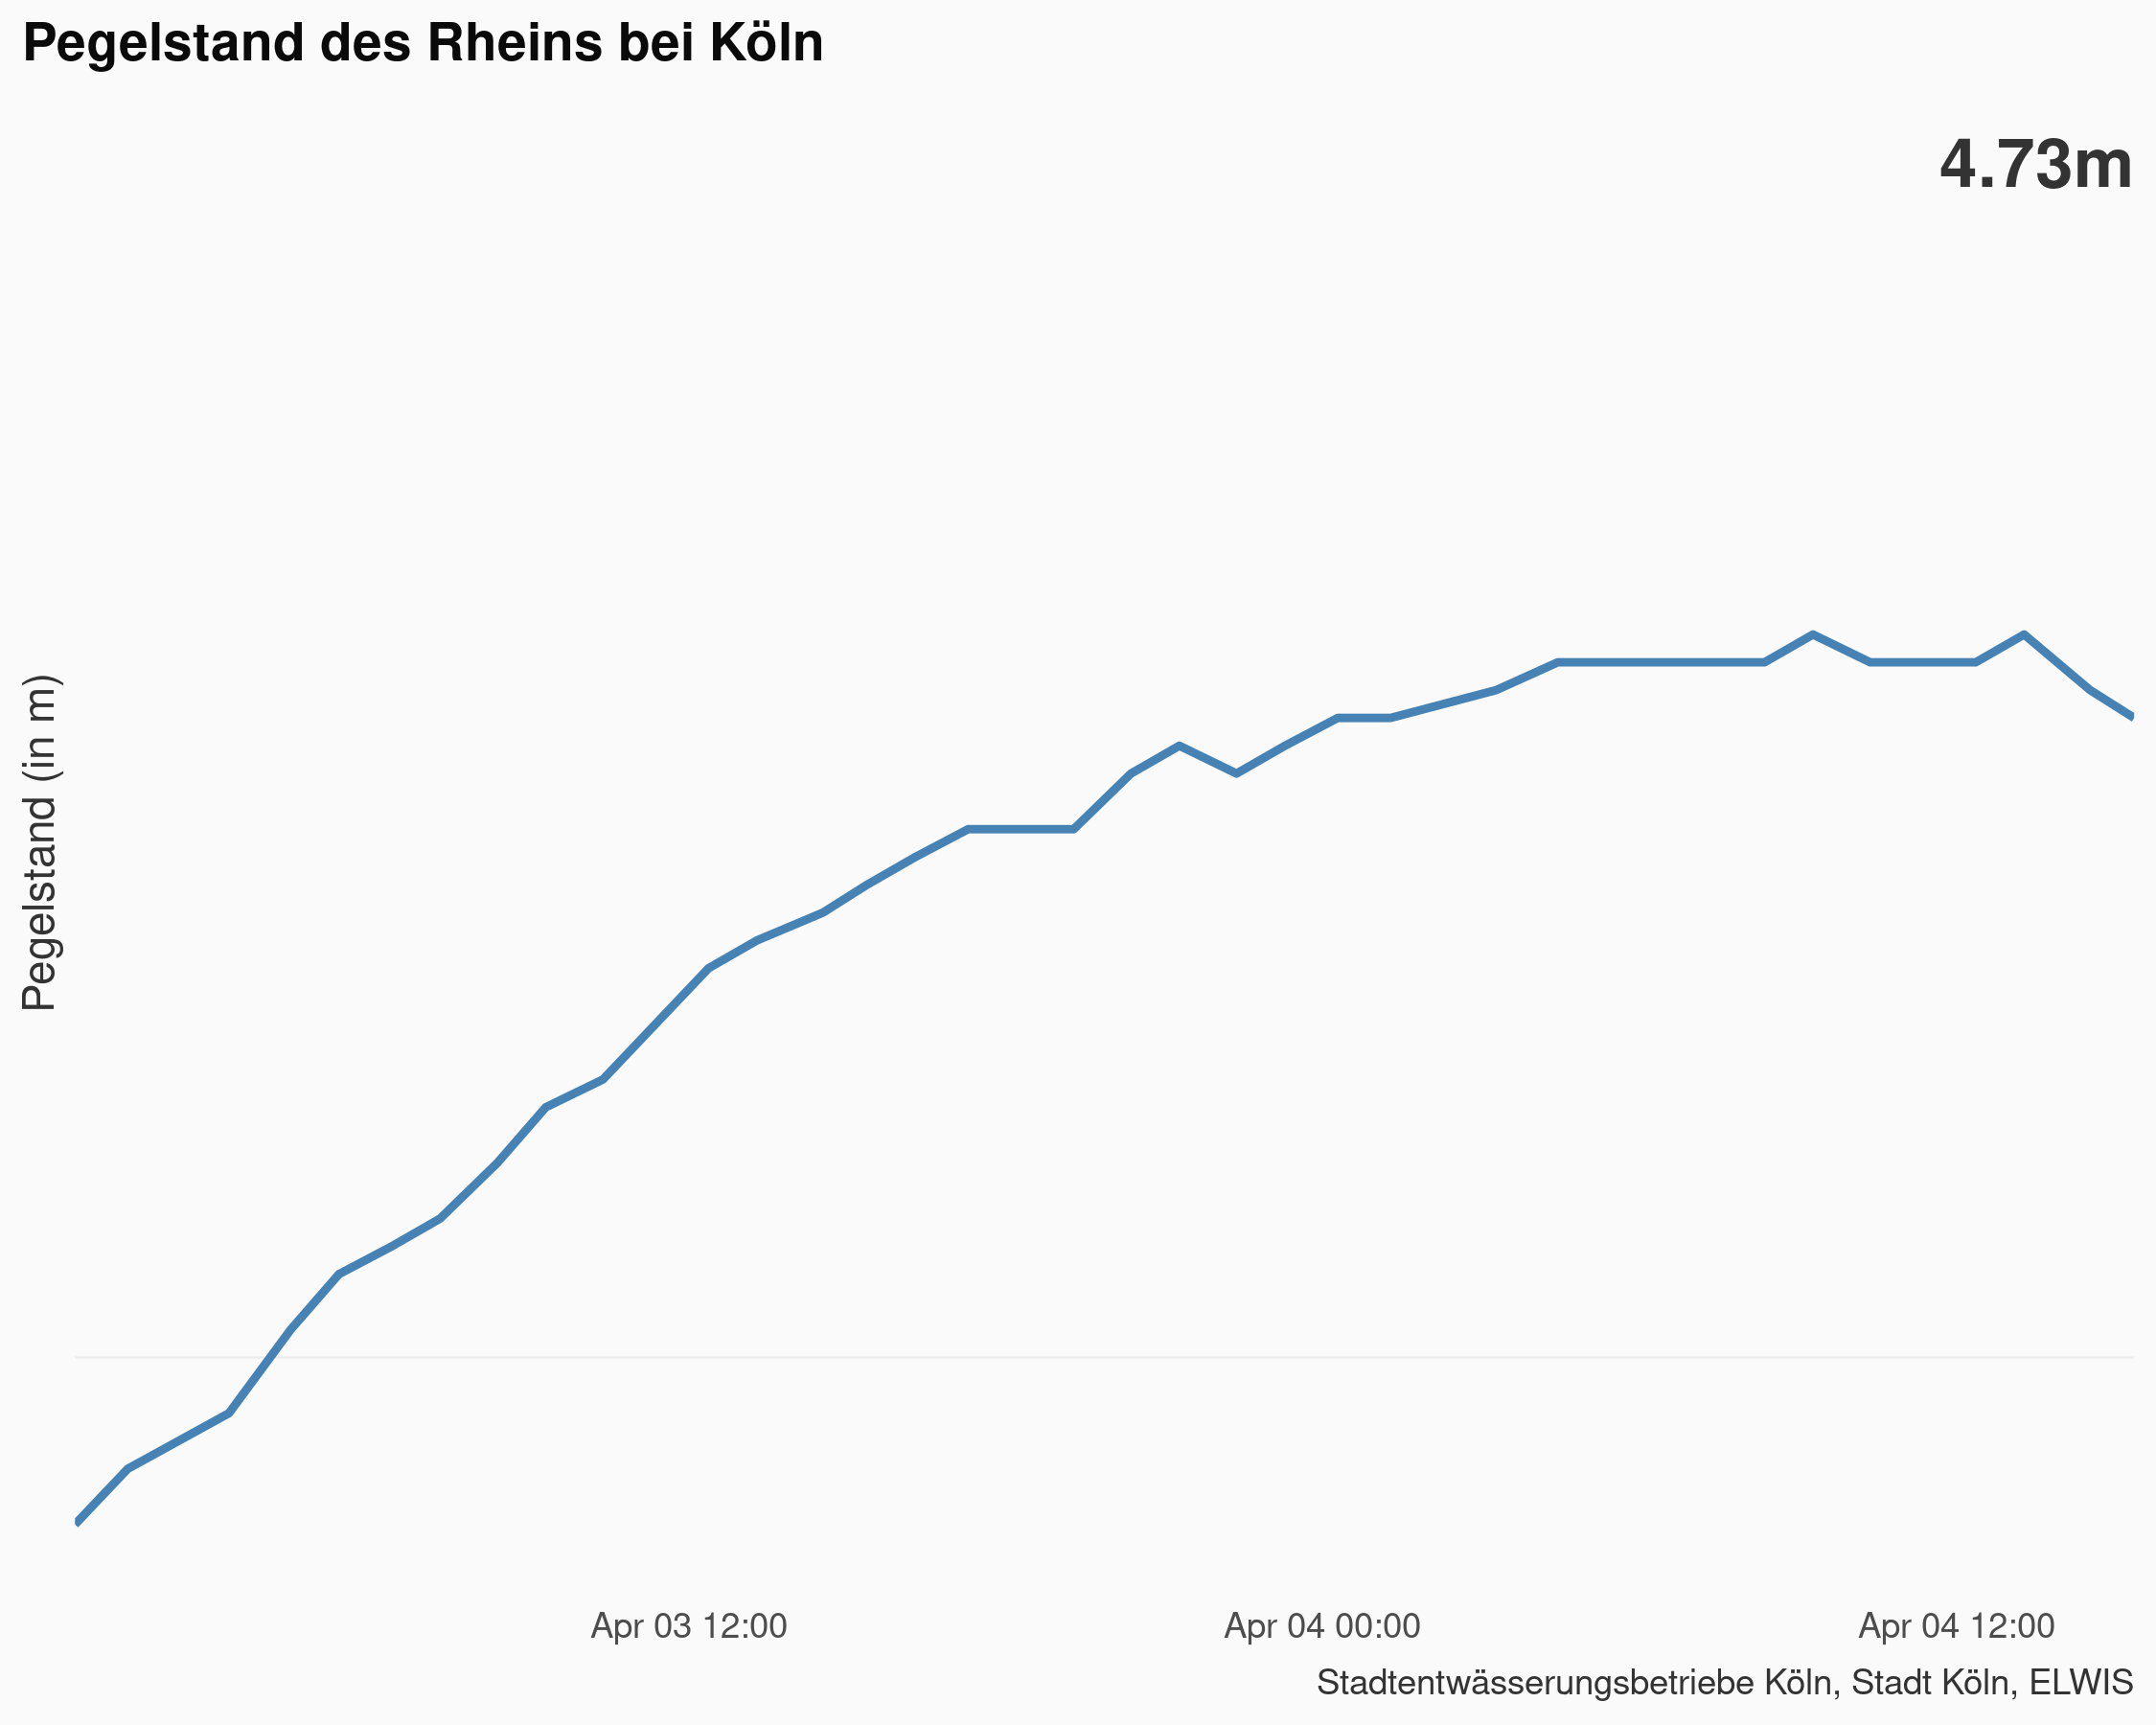 Pegelstand des Rheins bei Köln
4.73m
Pegelstand (in m)
Apr 03 12:00
Apr 04 00:00
Apr 04 12:00
Stadtentwässerungsbetriebe Köln, Stadt Köln, ELWIS